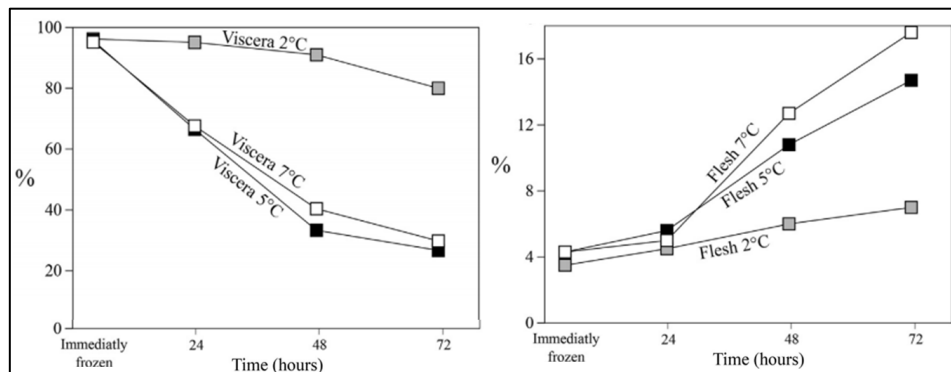 100
80
60
40
20
0
%
Viscera 2°C
Viscera 7°C
Viscera 5°C
Immediatly
frozen
24
48
72
Time (hours)
16
12
8
4
0
%
Flesh 7°C
Flesh 5°C
Flesh 2°C
Immediatly
frozen
24
48
72
Time (hours)